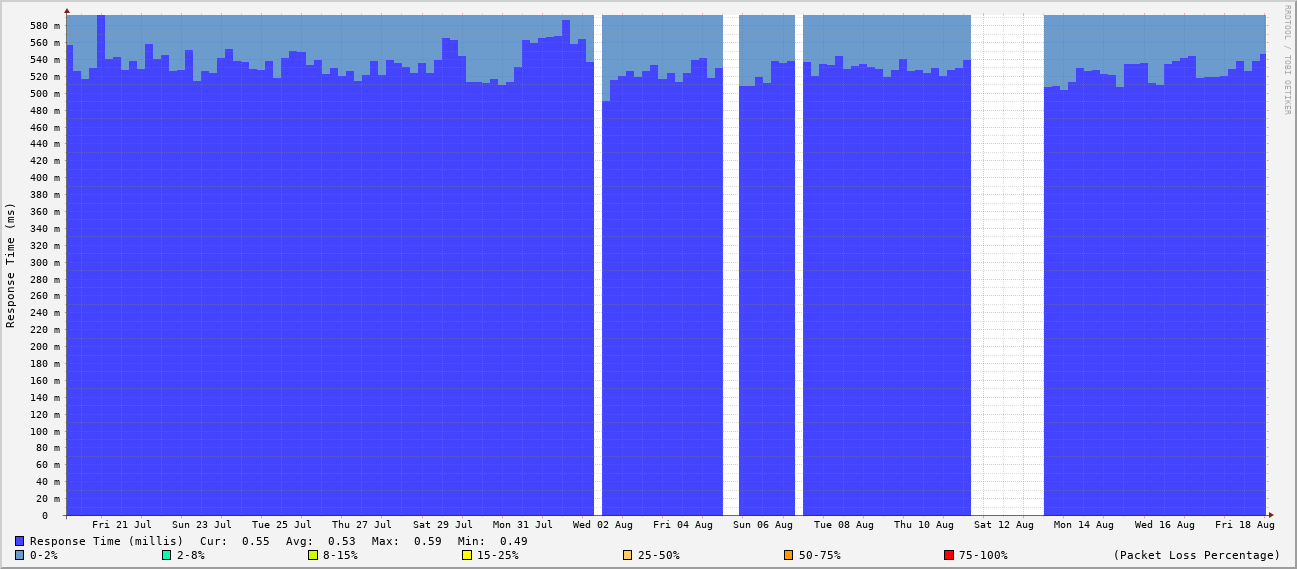 RRDTOOL / TOBI OETIKER
Response Time (ms)
580 m
560 m
540 m
520 m
500 m
480 m
460 m
440 m
420 m
400 m
380 m
360 m
340 m
320 m
300 m
280 m
260 m
240 m
220 m
200 m
180 m
160 m
140 m
120 m
100 m
80 m
60 m
40 m
20 m
0
Fri 21 Jul Sun 23 Jul Tue 25 Jul Thu 27 Jul Sat 29 Jul Mon 31 Jul Wed 02 Aug Fri 04 Aug Sun 06 Aug Tue 08 Aug Thu 10 Aug Sat 12 Aug Mon 14 Aug Wed 16 Aug Fri 18 Aug
Response Time (millis) Cur: 0.55 Avg: 0.53 Max: 0.59 Min: 0.49
0-2% 2-8% 8-15% 15-25% 25-50% 50-75% 75-100% (Packet Loss Percentage)